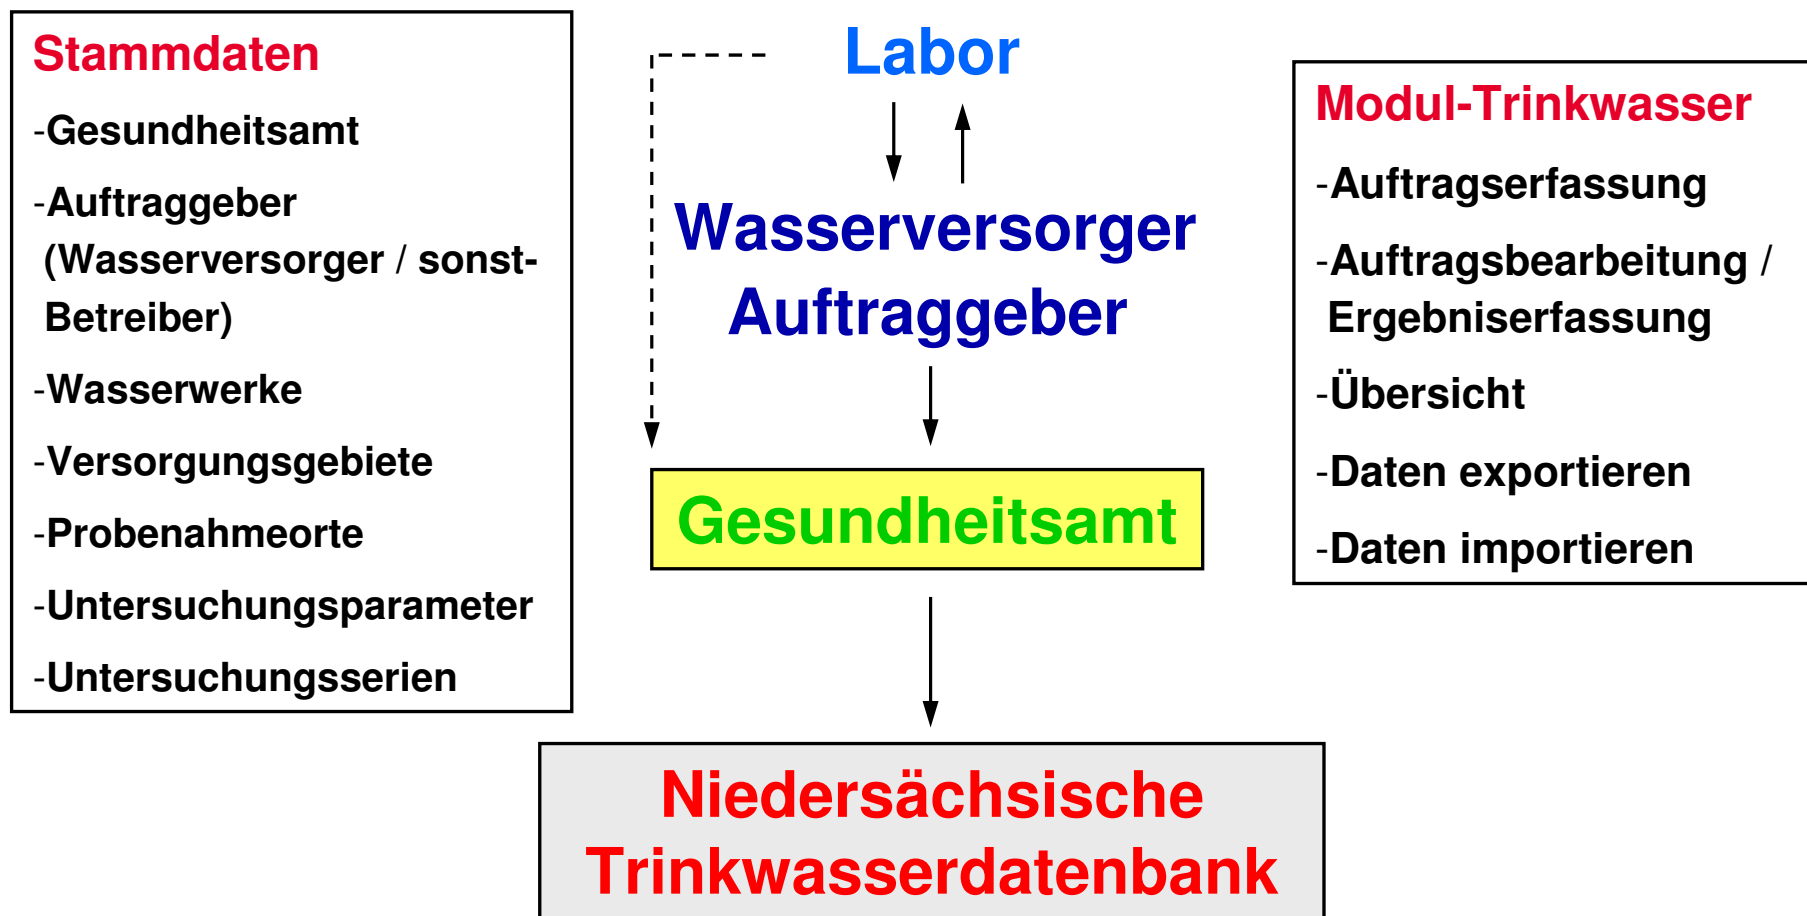 Stammdaten
-Gesundheitsamt
-Auftraggeber
(Wasserversorger / sonst-
Betreiber)
-Wasserwerke
-Versorgungsgebiete
-Probenahmeorte
-Untersuchungsparameter
-Untersuchungsserien
Labor
Wasserversorger
Auftraggeber
Gesundheitsamt
Niedersächsische
Trinkwasserdatenbank
Modul-Trinkwasser
-Auftragserfassung
-Auftragsbearbeitung /
Ergebniserfassung
-Übersicht
-Daten exportieren
-Daten importieren